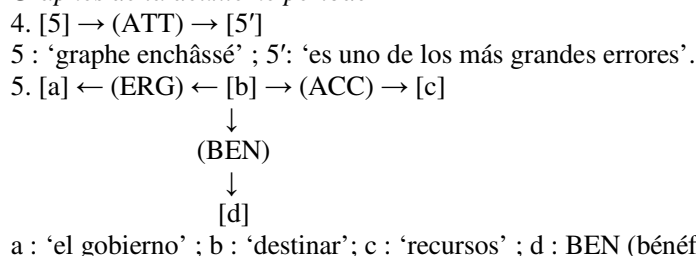 4. [5] → (ATT) → [5′]
5 : ‘graphe enchâssé’ ; 5′: ‘es uno de los más grandes errores’.
5. [a] ← (ERG) ← [b] → (ACC) → [c]
↓
(BEN)
↓
[d]
a : ‘el gobierno’ ; b : ‘destinar’; c : ‘recursos’ ; d : BEN (bénéf